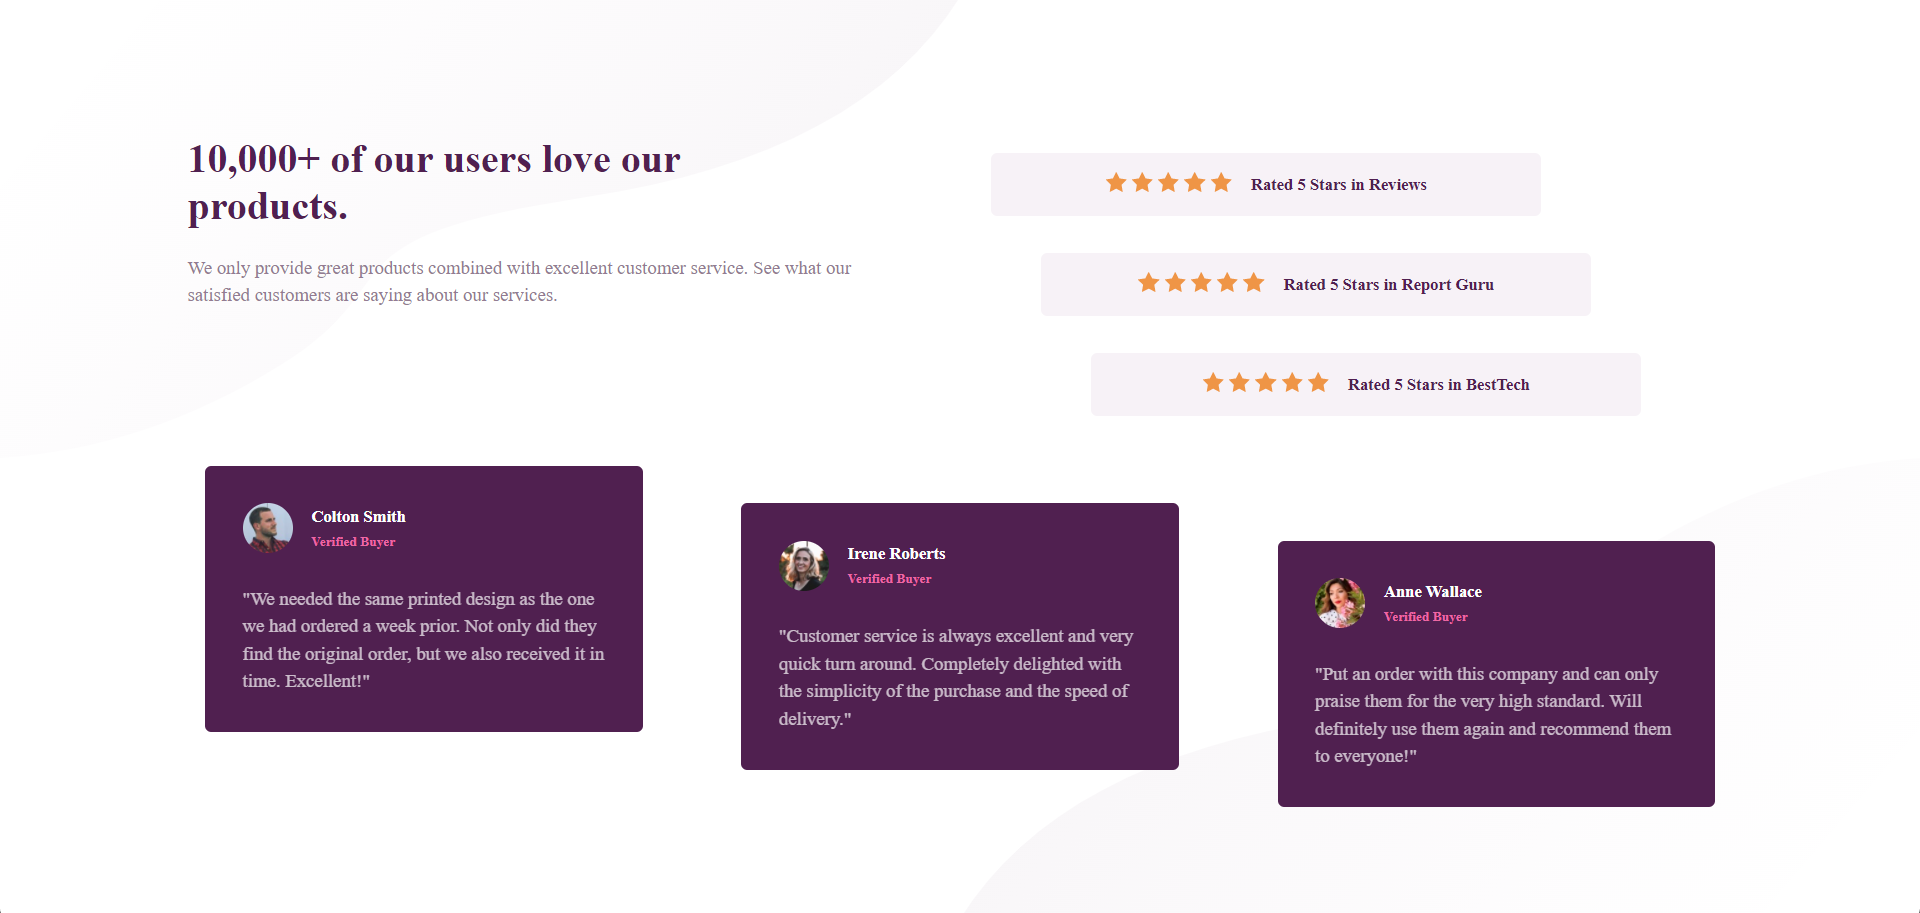 10,000+ of our users love our
products.
We only provide great products combined with excellent customer service. See what our
satisfied customers are saying about our services.
Rated 5 Stars in Reviews
Rated 5 Stars in Report Guru
Rated 5 Stars in BestTech
Colton Smith
Verified Buyer
"We needed the same printed design as the one
we had ordered a week prior. Not only did they
find the original order, but we also received it in
time. Excellent!"
Irene Roberts
Verified Buyer
"Customer service is always excellent and very
quick turn around. Completely delighted with
the simplicity of the purchase and the speed of
delivery."
Anne Wallace
Verified Buyer
"Put an order with this company and can only
praise them for the very high standard. Will
definitely use them again and recommend them
to everyone!"